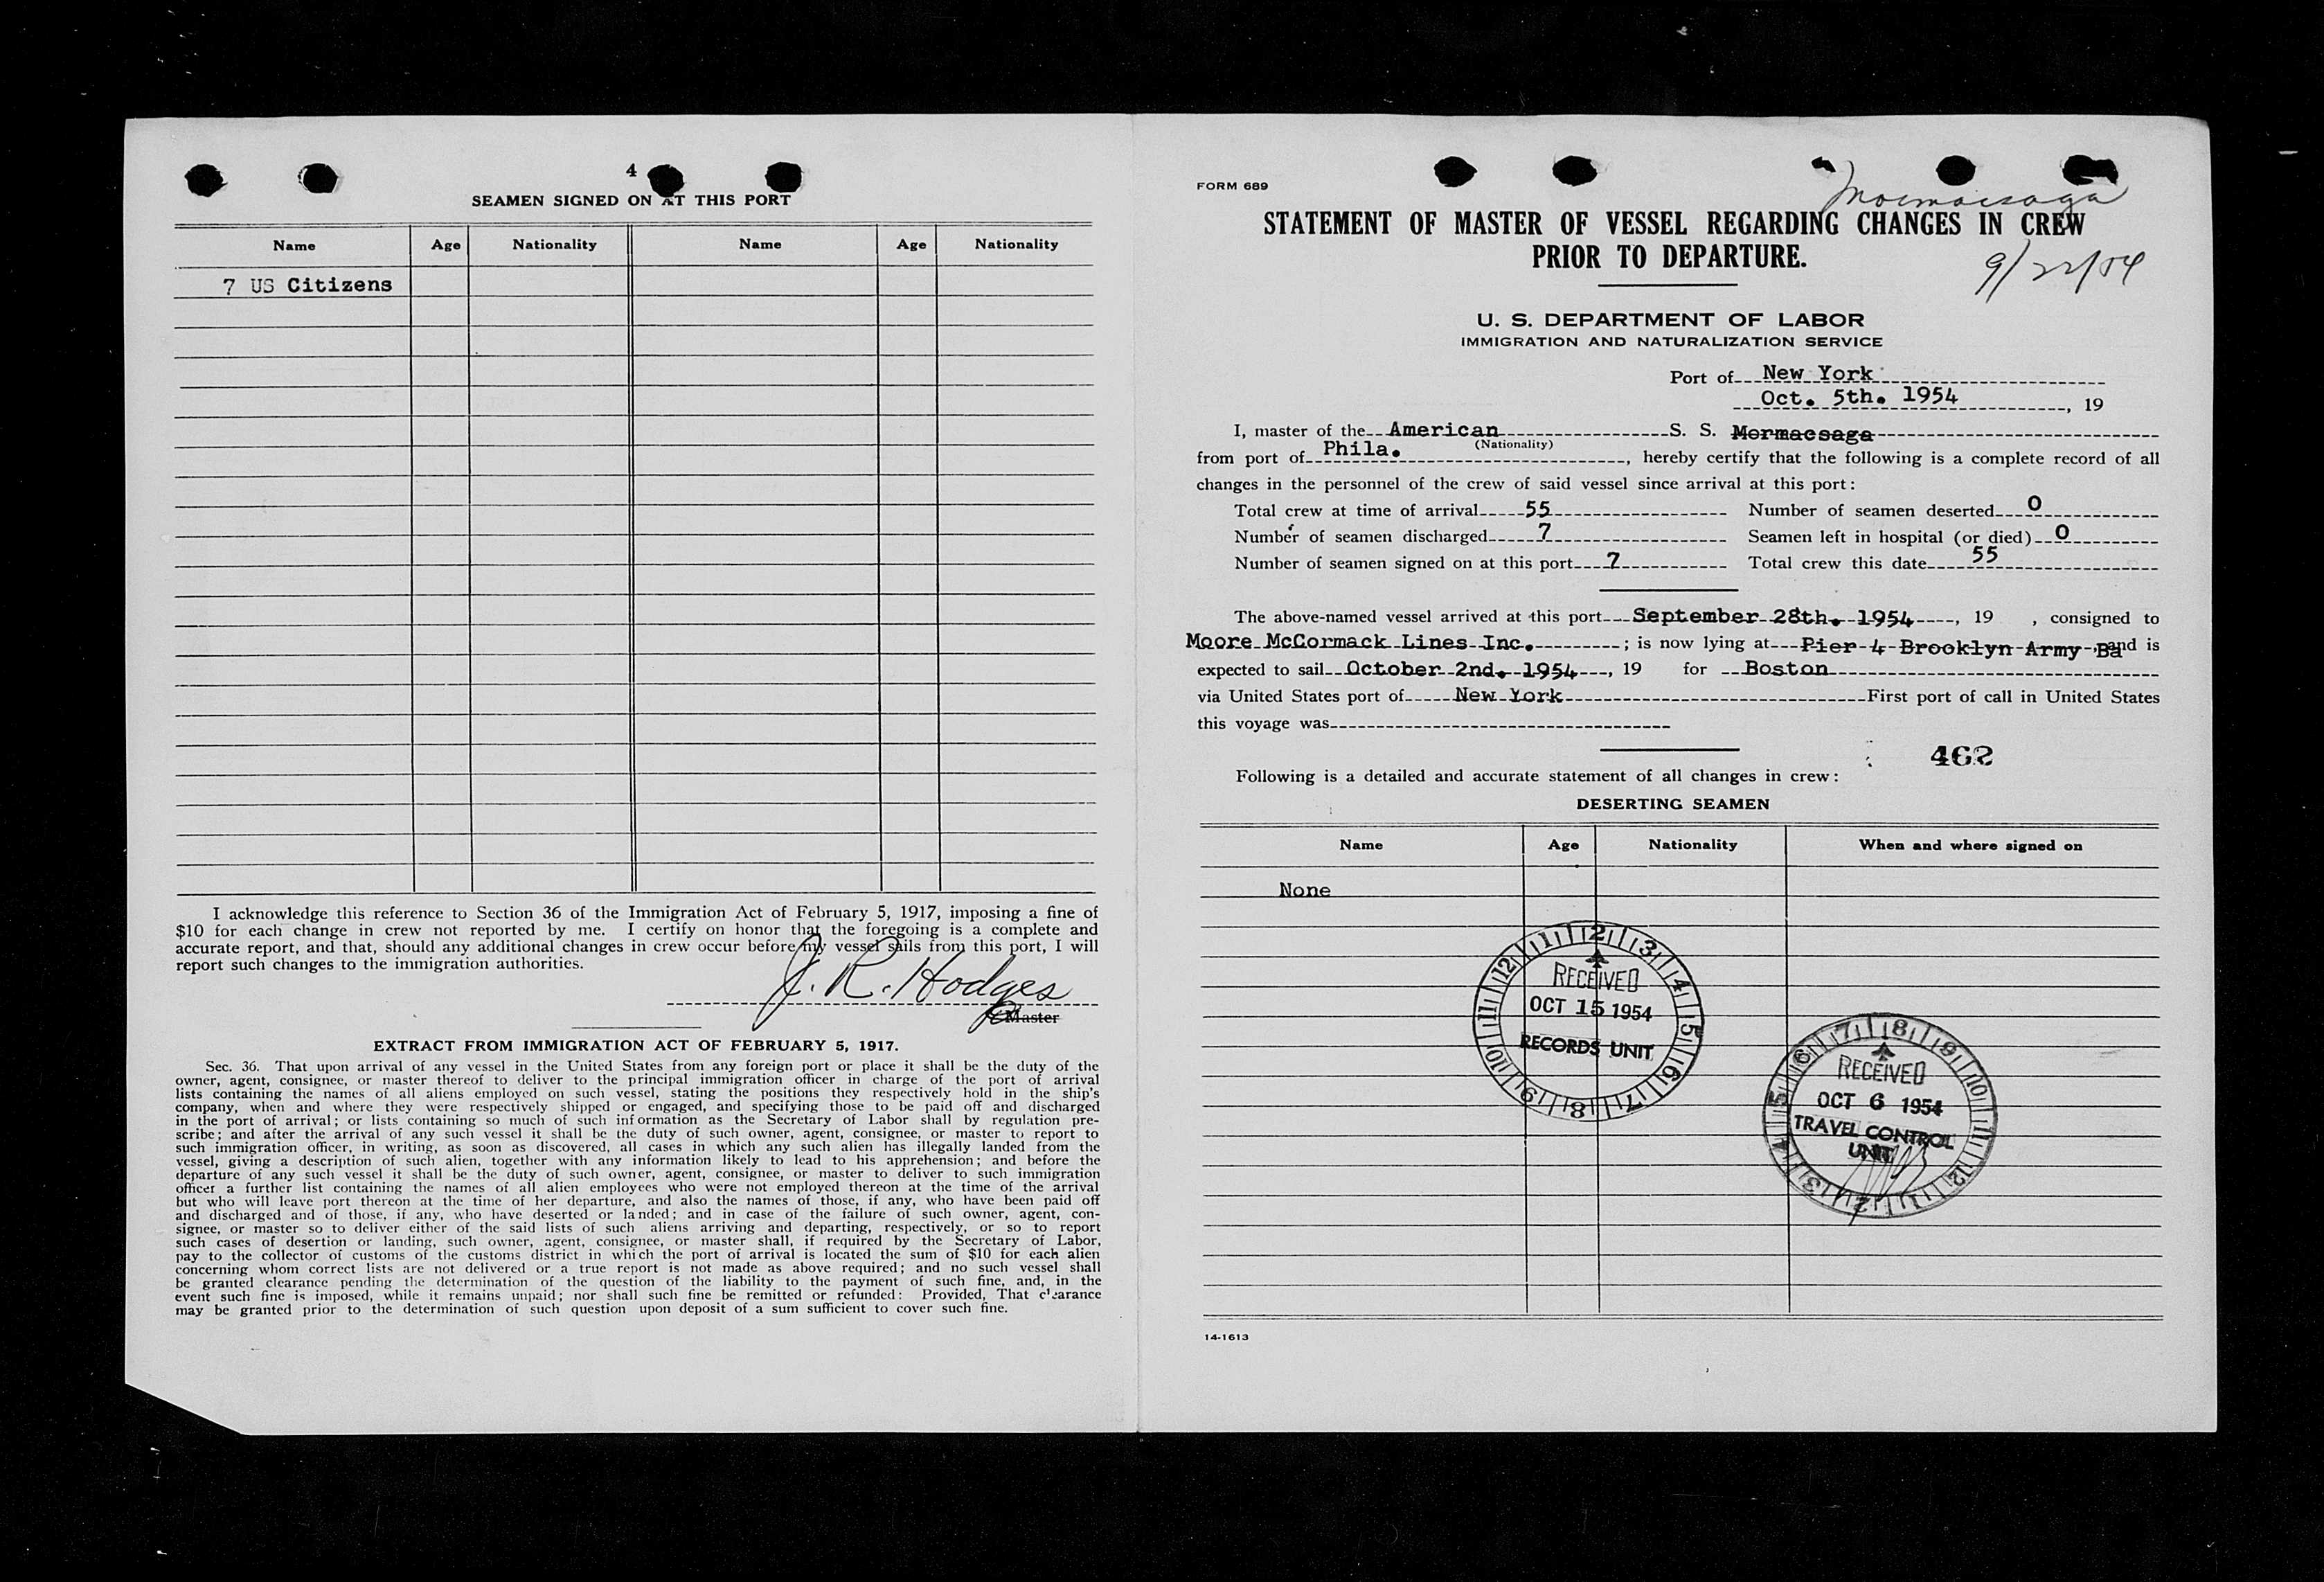 4
SEAMEN SIGNED ON AT THIS PORT
Name Age Nationality Name Age Nationality
7 US Citizens
I acknowledge this reference to Section 36 of the Immigration Act of February 5, 1917, imposing a fine of
$10 for each change in crew not reported by me. I certify on honor that the foregoing is a complete and
accurate report, and that, should any additional changes in crew occur before my vessel sails from this port, I will
report such changes to the immigration authorities.
J. R. Hodges
Master
EXTRACT FROM IMMIGRATION ACT OF FEBRUARY 5, 1917.
Sec. 36. That upon arrival of any vessel in the United States from any foreign port or place it shall be the duty of the
owner, agent, consignee, or master thereof to deliver to the principal immigration officer in charge of the port of arrival
lists containing the names of all aliens employed on such vessel, stating the positions they respectively hold in the ship's
company, when and where they were respectively shipped or engaged, and specifying those to be paid off and discharged
in the port of arrival; or lists containing so much of such information as the Secretary of Labor shall by regulation pre-
scribe; and after the arrival of any such vessel it shall be the duty of such owner, agent, consignee, or master to report to
such immigration officer, in writing, as soon as discovered, all cases in which any such alien has illegally landed from the
vessel, giving a description of such alien, together with any information likely to lead to his apprehension; and before the
departure of any such vessel it shall be the duty of such owner, agent, consignee, or master to deliver to such immigration
officer a further list containing the names of all alien employees who were not employed thereon at the time of the arrival
but who will leave port thereon at the time of her departure, and also the names of those, if any, who have been paid off
and discharged and of those, if any, who have deserted or landed; and in case of the failure of such owner, agent, con-
signee, or master so to deliver either of the said lists of such aliens arriving and departing, respectively, or so to report
such cases of desertion or landing, such owner, agent, consignee, or master shall, if required by the Secretary of Labor,
pay to the collector of customs of the customs district in which the port of arrival is located the sum of $10 for each alien
concerning whom correct lists are not delivered or a true report is not made as above required; and no such vessel shall
be granted clearance pending the determination of the question of the liability to the payment of such fine, and, in the
event such fine is imposed, while it remains unpaid; nor shall such fine be remitted or refunded: Provided, That clearance
may be granted prior to the determination of such question upon deposit of a sum sufficient to cover such fine.
FORM 689
Mormacsaga
STATEMENT OF MASTER OF VESSEL REGARDING CHANGES IN CREW
PRIOR TO DEPARTURE.
9/22/54
U. S. DEPARTMENT OF LABOR
IMMIGRATION AND NATURALIZATION SERVICE
Port of New York
Oct. 5th. 1954, 19
I, master of the American S. S. Mormacsaga
(Nationality)
from port of Phila., hereby certify that the following is a complete record of all
changes in the personnel of the crew of said vessel since arrival at this port:
Total crew at time of arrival 55 Number of seamen deserted 0
Number of seamen discharged 7 Seamen left in hospital (or died) 0
Number of seamen signed on at this port 7 Total crew this date 55
The above-named vessel arrived at this port September 28th. 1954, 19 , consigned to
Moore McCormack Lines Inc. ; is now lying at Pier 4 Brooklyn Army Ba, and is
expected to sail October 2nd. 1954, 19 for Boston
via United States port of New York First port of call in United States
this voyage was
462
Following is a detailed and accurate statement of all changes in crew:
DESERTING SEAMEN
Name Age Nationality When and where signed on
None
1 2 3 4 5 6 7 8 9 10 11 12
RECEIVED
OCT 15 1954
RECORDS UNIT
1 2 3 4 5 6 7 8 9 10 11 12
RECEIVED
OCT 6 1954
TRAVEL CONTROL
UNIT
14-1613